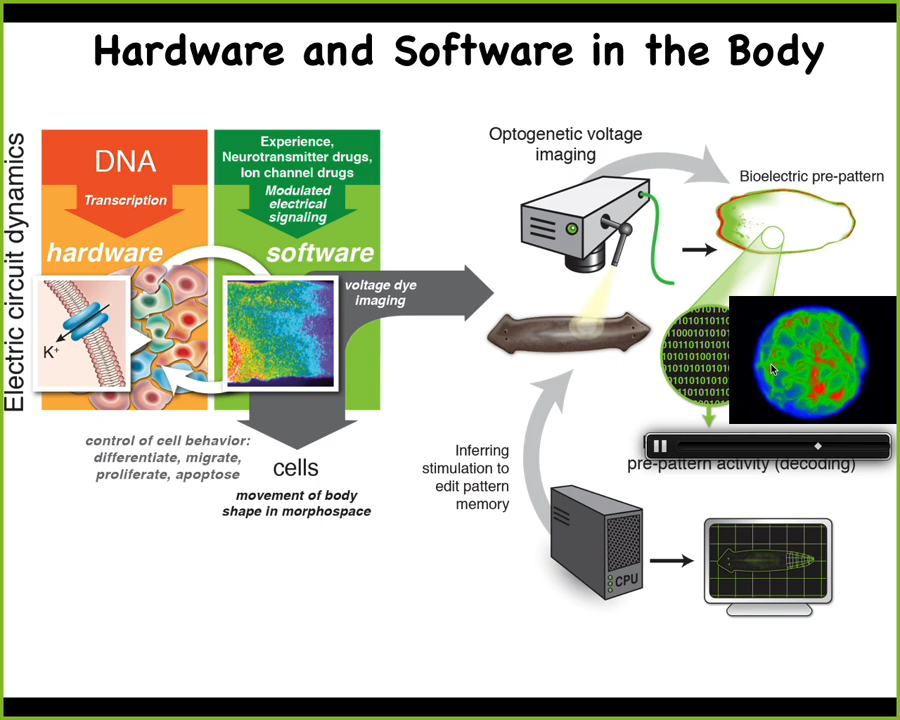 Hardware and Software in the Body
Electric circuit dynamics
DNA
Transcription
hardware
K+
Experience,
Neurotransmitter drugs,
Ion channel drugs
Modulated
electrical
signaling
software
voltage dye
imaging
control of cell behavior:
differentiate, migrate,
proliferate, apoptose
cells
movement of body
shape in morphospace
Optogenetic voltage
imaging
Bioelectric pre-pattern
pre-pattern activity (decoding)
Inferring
stimulation to
edit pattern
memory
CPU